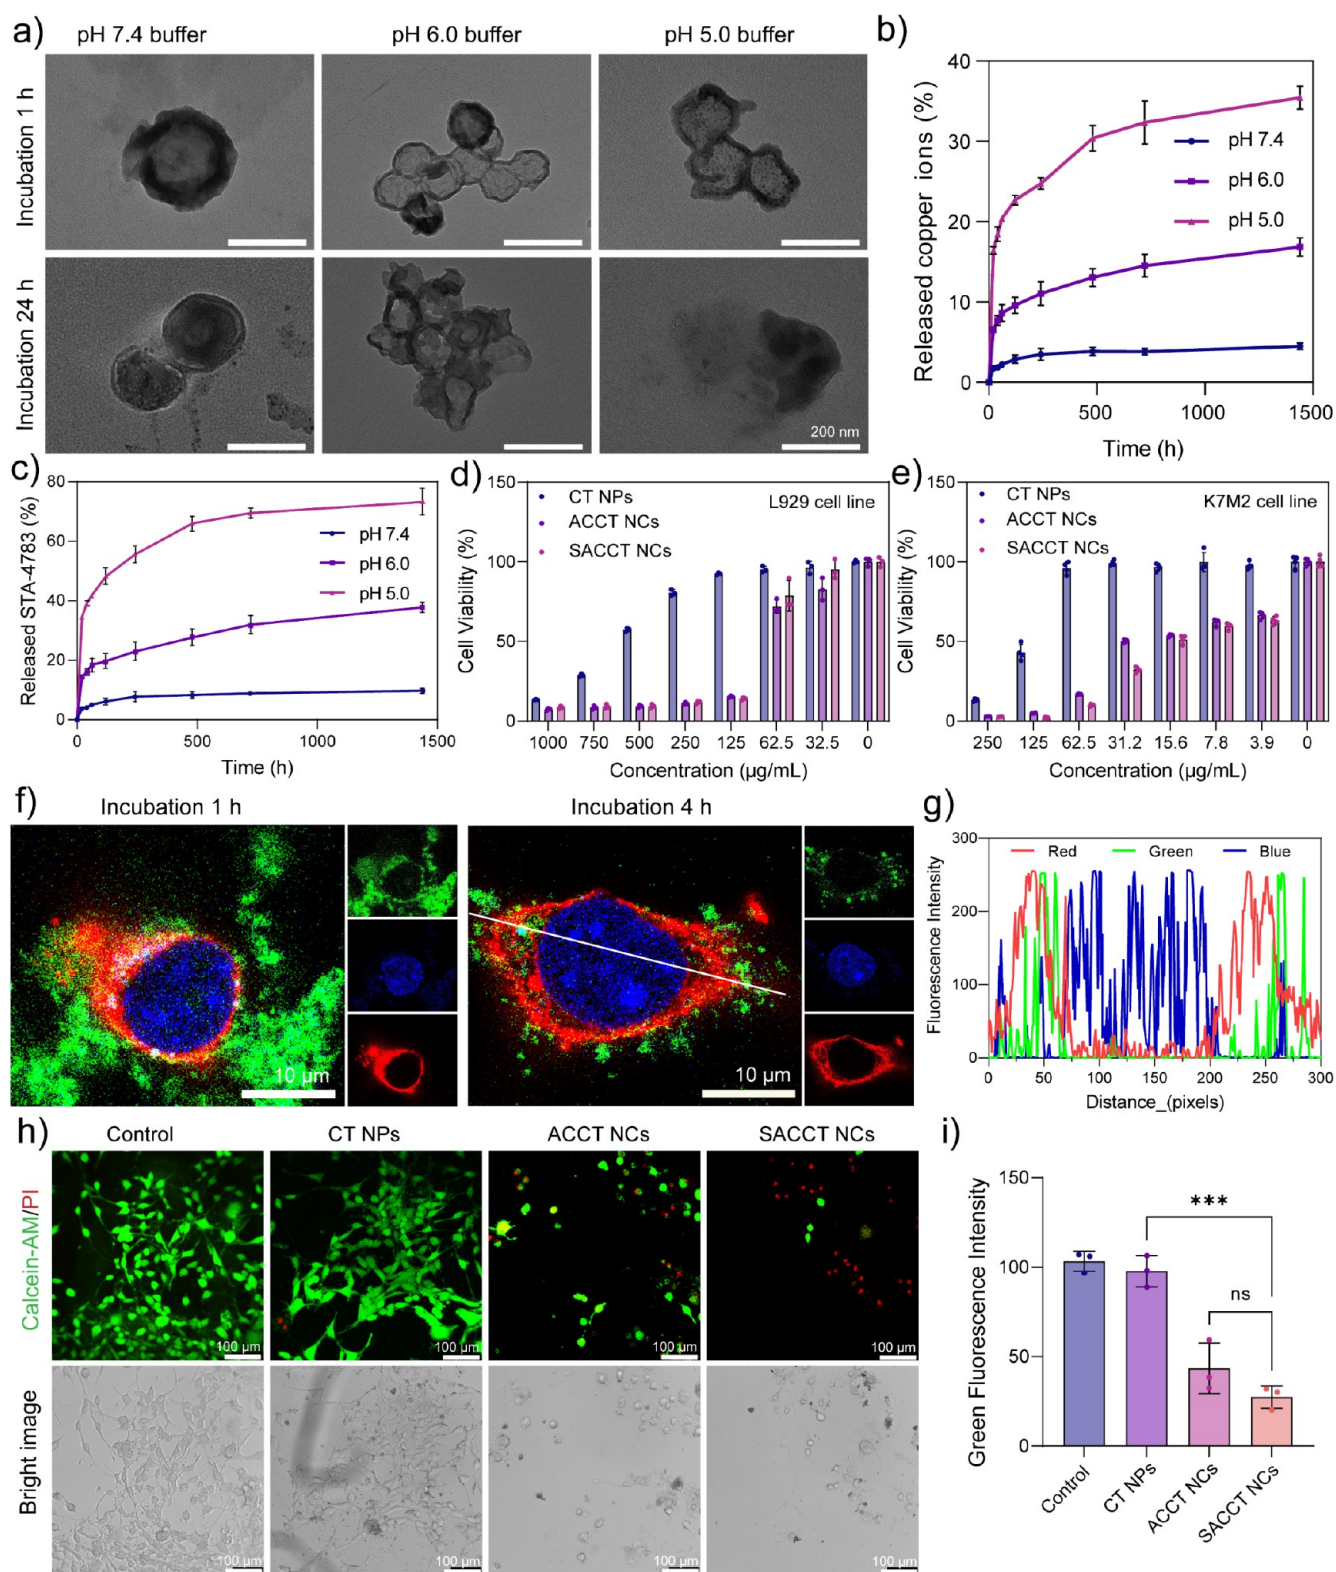 a)
pH 7.4 buffer
pH 6.0 buffer
pH 5.0 buffer
Incubation 1 h
Incubation 24 h
200 nm
b)
40
30
20
10
0
Released copper ions (%)
pH 7.4
pH 6.0
pH 5.0
0
500
1000
1500
Time (h)
c)
80
60
40
20
0
Released STA-4783 (%)
pH 7.4
pH 6.0
pH 5.0
0
500
1000
1500
Time (h)
d)
150
100
50
0
Cell Viability (%)
CT NPs
ACCT NCs
SACCT NCs
L929 cell line
1000 750 500 250 125 62.5 32.5 0
Concentration (µg/mL)
e)
150
100
50
0
Cell Viability (%)
CT NPs
ACCT NCs
SACCT NCs
K7M2 cell line
250 125 62.5 31.2 15.6 7.8 3.9 0
Concentration (µg/mL)
f)
Incubation 1 h
Incubation 4 h
10 µm
10 µm
g)
300
200
100
0
Fluorescence Intensity
Red
Green
Blue
0 50 100 150 200 250 300
Distance_(pixels)
h)
Control
CT NPs
ACCT NCs
SACCT NCs
Calcein-AM/PI
100 µm
100 µm
100 µm
100 µm
Bright image
100 µm
100 µm
100 µm
100 µm
i)
150
100
50
0
Green Fluorescence Intensity
***
ns
Control
CT NPs
ACCT NCs
SACCT NCs